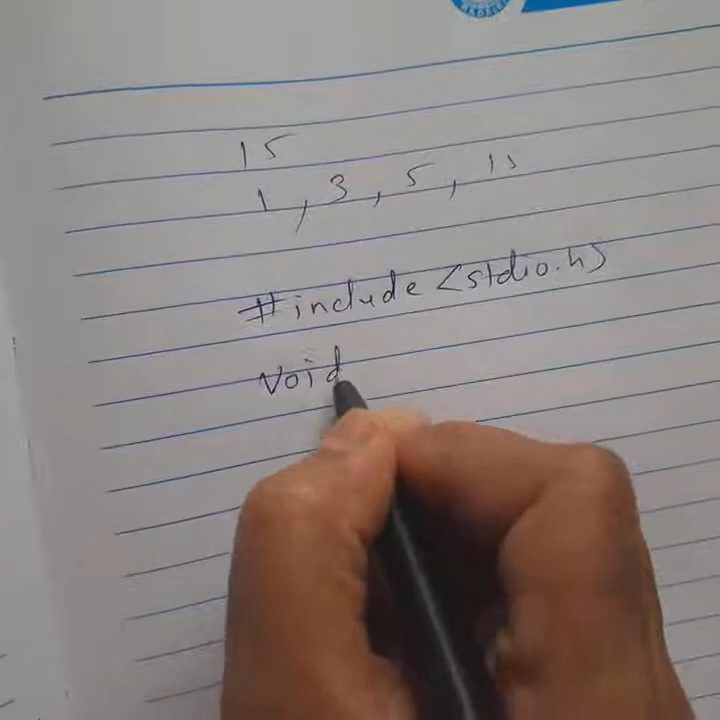 15
1, 3, 5, 15
#include <stdio.h>
void